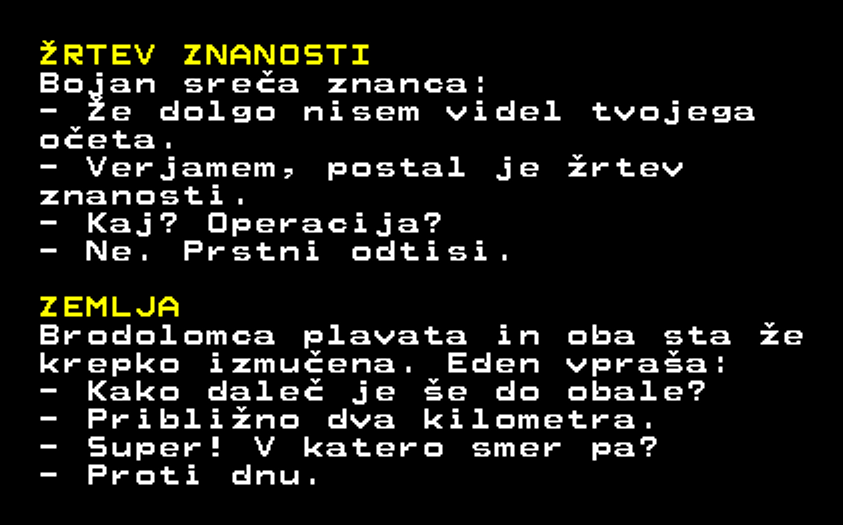 ŽRTEV ZNANOSTI
Bojan sreča znanca:
- Že dolgo nisem videl tvojega
očeta.
- Verjamem, postal je žrtev
znanosti.
- Kaj? Operacija?
- Ne. Prstni odtisi.
ZEMLJA
Brodolomca plavata in oba sta že
krepko izmučena. Eden vpraša:
- Kako daleč je še do obale?
- Približno dva kilometra.
- Super! V katero smer pa?
- Proti dnu.